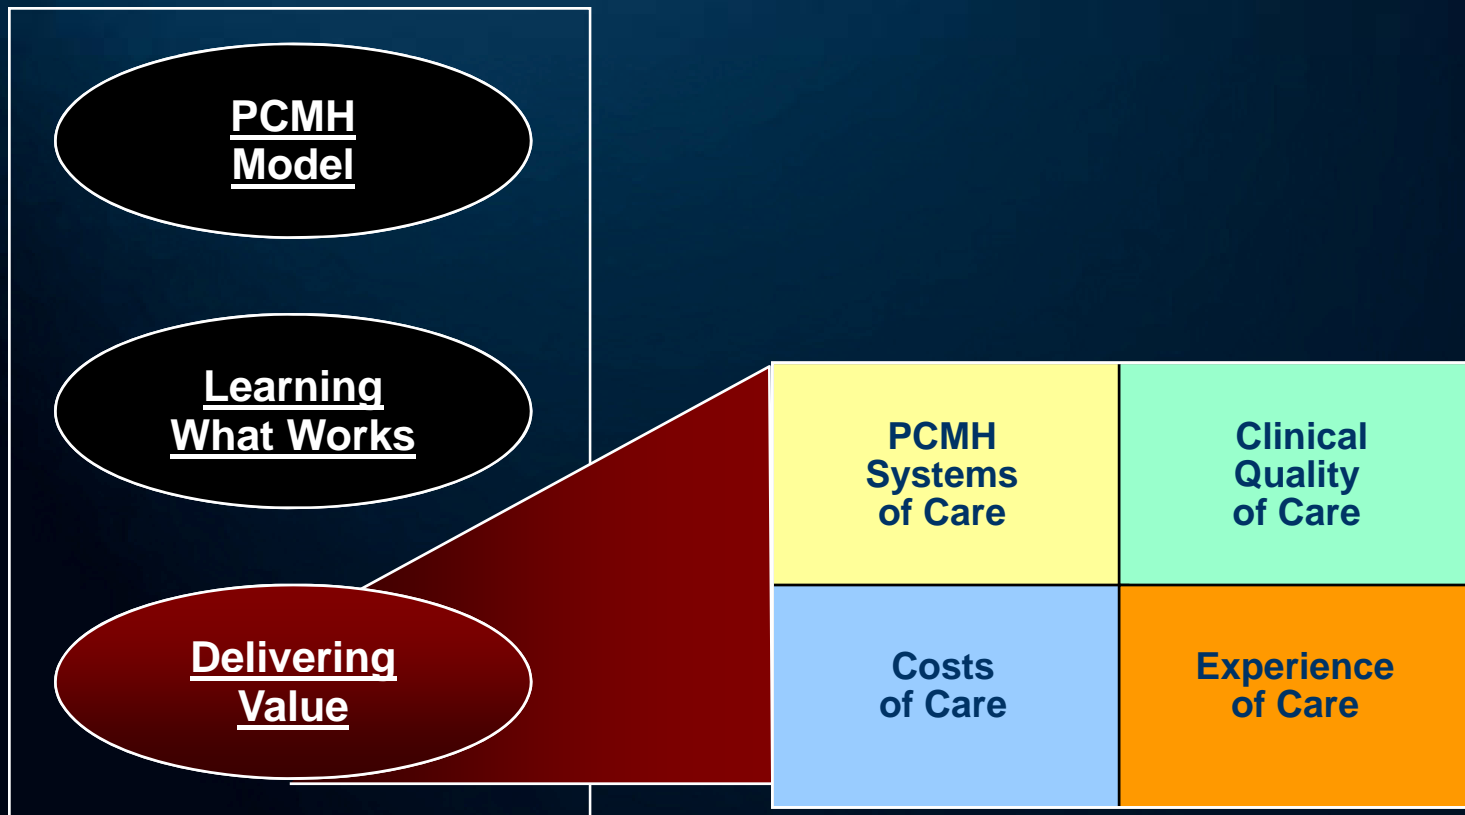 PCMH
Model
Learning
What Works
Delivering
Value
PCMH
Systems
of Care
Clinical
Quality
of Care
Costs
of Care
Experience
of Care